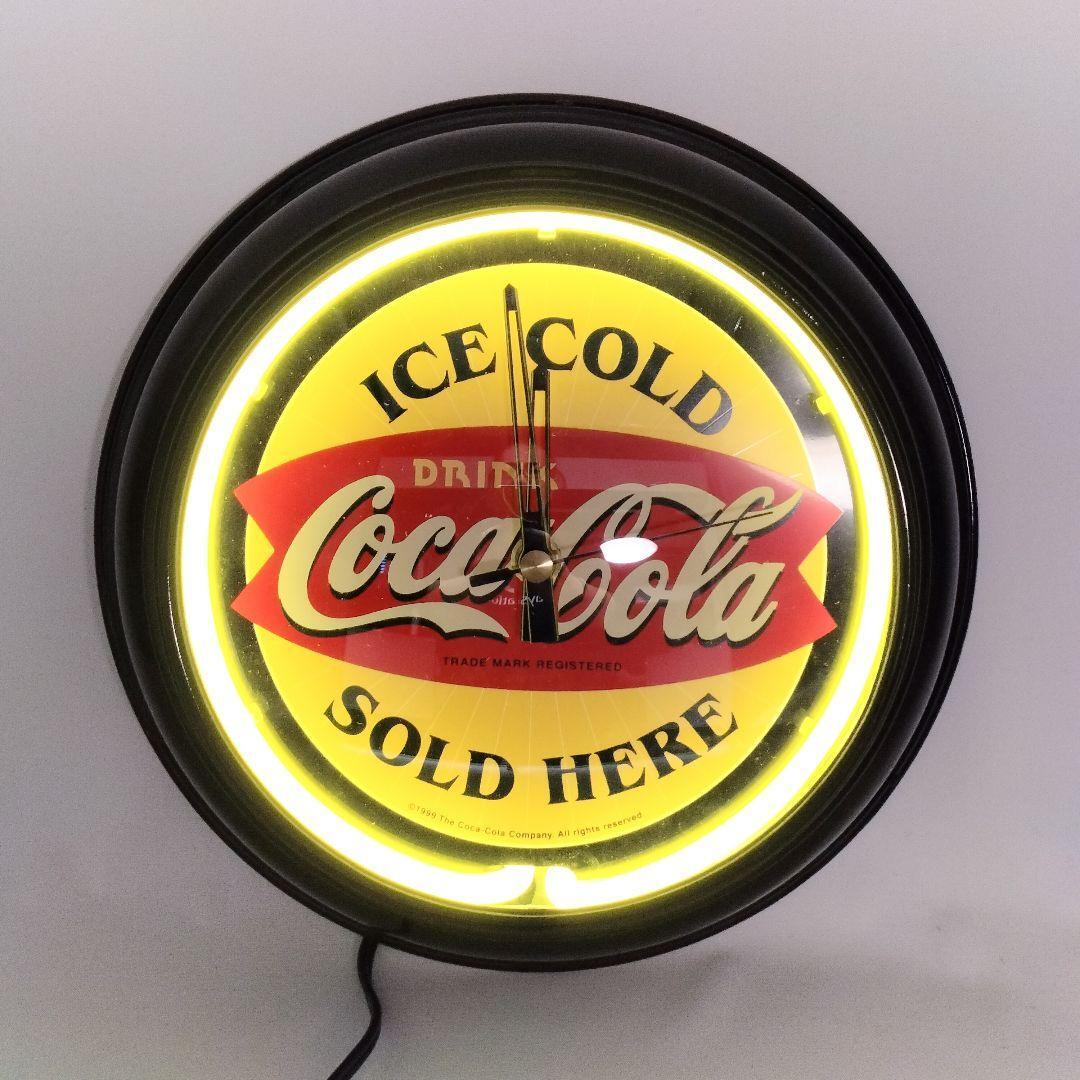 ICE COLD
DRINK
Coca-Cola
TRADE MARK REGISTERED
SOLD HERE
©1999 The Coca-Cola Company. All rights reserved